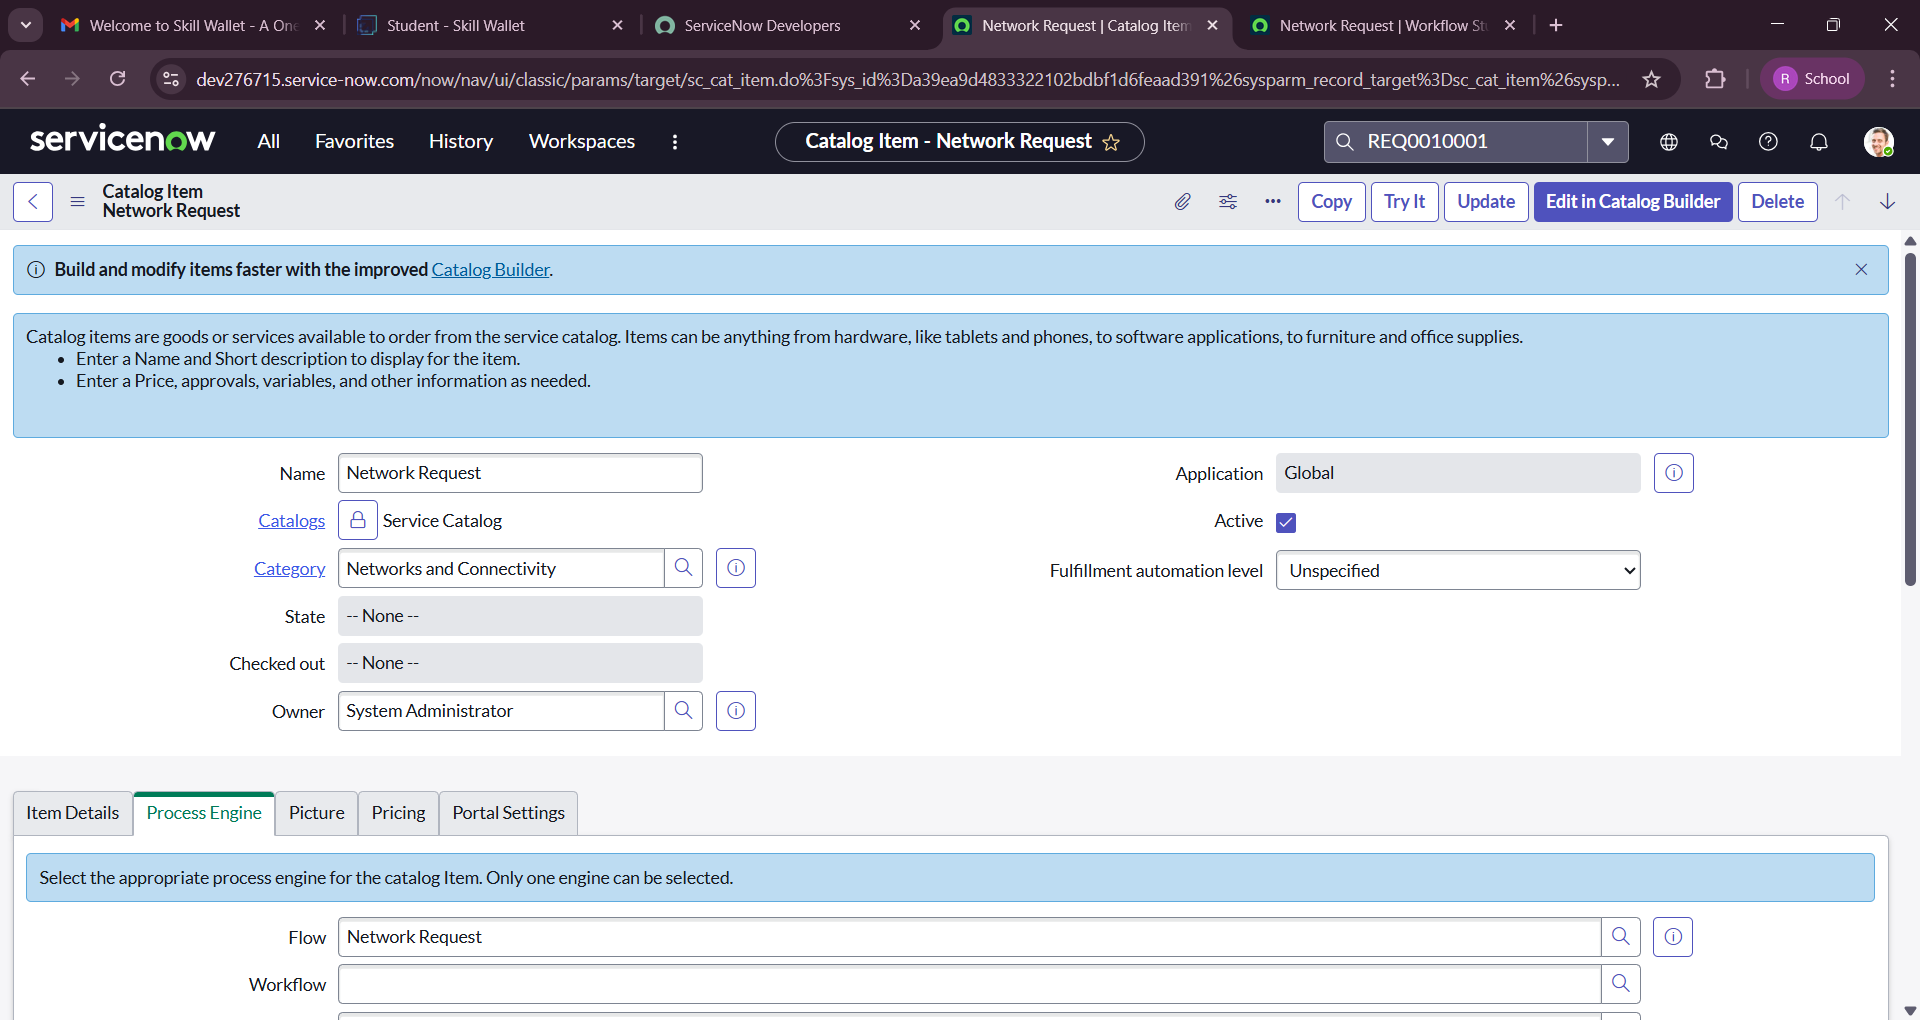 Welcome to Skill Wallet - A One
Student - Skill Wallet
ServiceNow Developers
Network Request | Catalog Item
Network Request | Workflow St
dev276715.service-now.com/now/nav/ui/classic/params/target/sc_cat_item.do%3Fsys_id%3Da39ea9d4833322102bdbf1d6feaad391%26sysparm_record_target%3Dsc_cat_item%26sysp...
R School
servicenow
All
Favorites
History
Workspaces
Catalog Item - Network Request
REQ0010001
Catalog Item
Network Request
Copy
Try It
Update
Edit in Catalog Builder
Delete
Build and modify items faster with the improved Catalog Builder.
Catalog items are goods or services available to order from the service catalog. Items can be anything from hardware, like tablets and phones, to software applications, to furniture and office supplies.
• Enter a Name and Short description to display for the item.
• Enter a Price, approvals, variables, and other information as needed.
Name Network Request
Application Global
Catalogs Service Catalog
Active
Category Networks and Connectivity
Fulfillment automation level Unspecified
State -- None --
Checked out -- None --
Owner System Administrator
Item Details
Process Engine
Picture
Pricing
Portal Settings
Select the appropriate process engine for the catalog Item. Only one engine can be selected.
Flow Network Request
Workflow